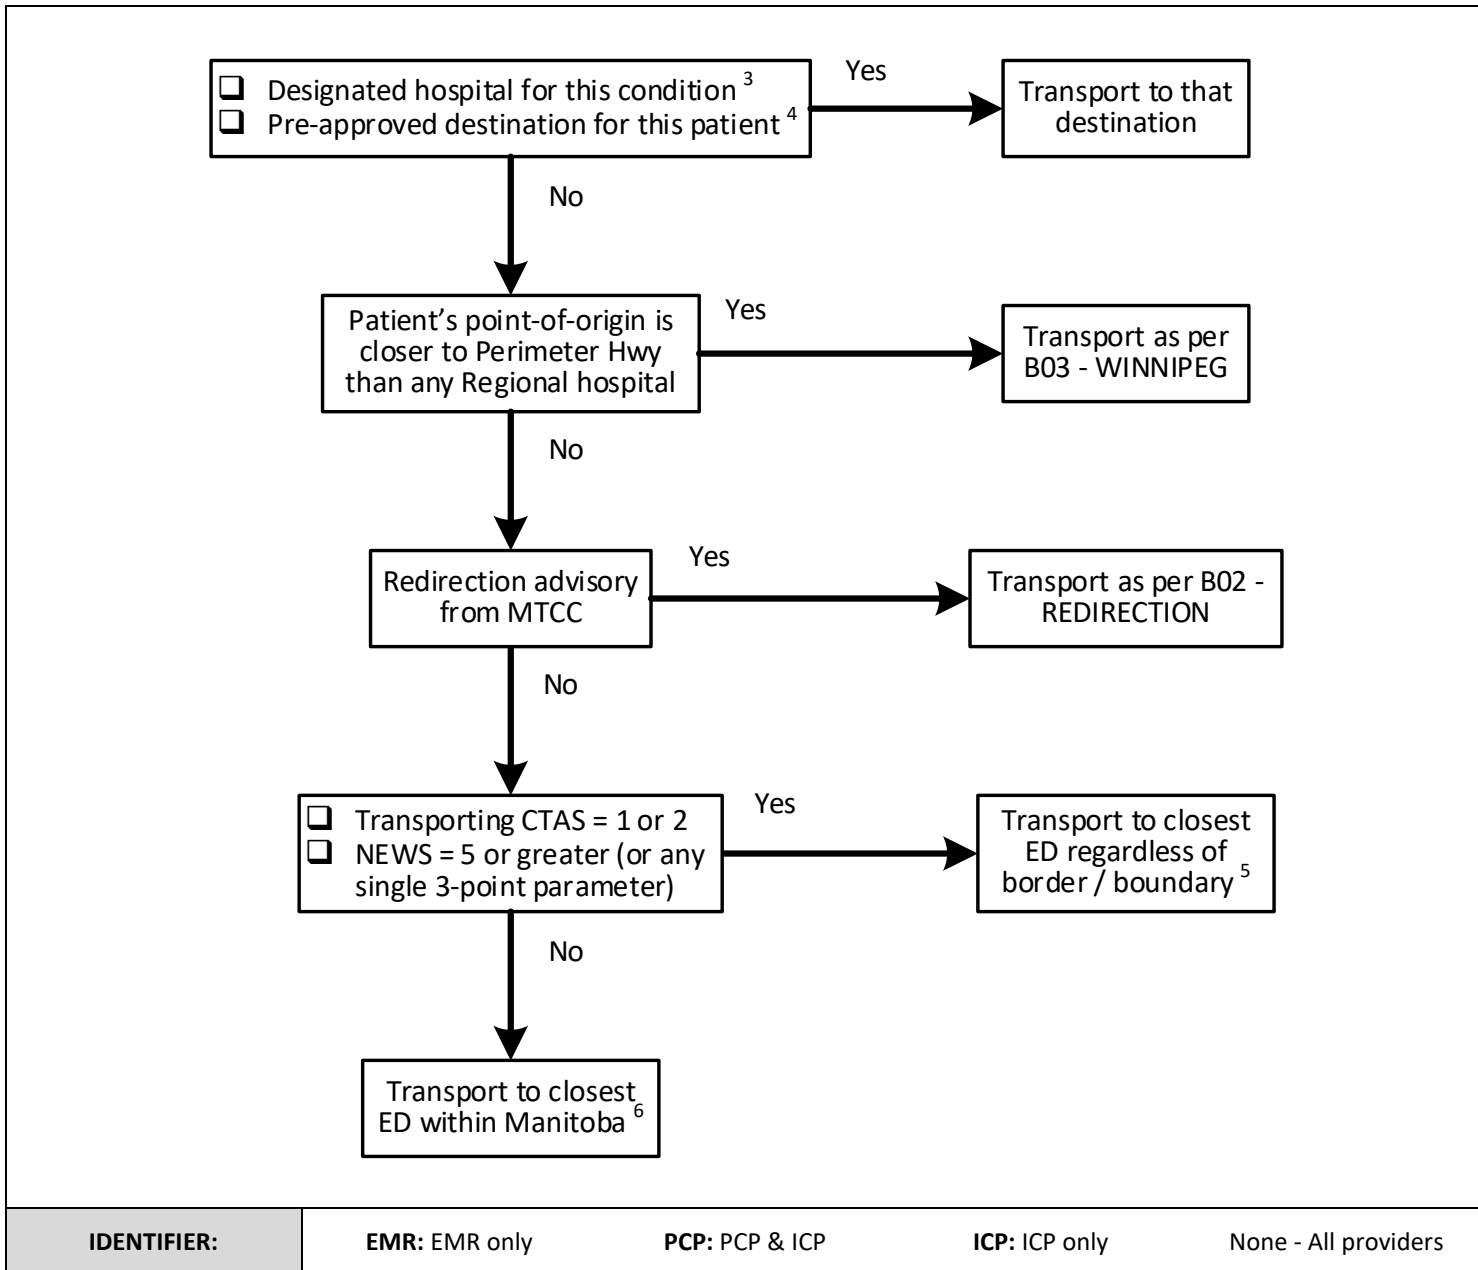 ❑ Designated hospital for this condition 3
❑ Pre-approved destination for this patient 4
Yes
Transport to that
destination
No
Patient’s point-of-origin is
closer to Perimeter Hwy
than any Regional hospital
Yes
Transport as per
B03 - WINNIPEG
No
Redirection advisory
from MTCC
Yes
Transport as per B02 -
REDIRECTION
No
❑ Transporting CTAS = 1 or 2
❑ NEWS = 5 or greater (or any
single 3-point parameter)
Yes
Transport to closest
ED regardless of
border / boundary 5
No
Transport to closest
ED within Manitoba 6
IDENTIFIER: EMR: EMR only PCP: PCP & ICP ICP: ICP only None - All providers